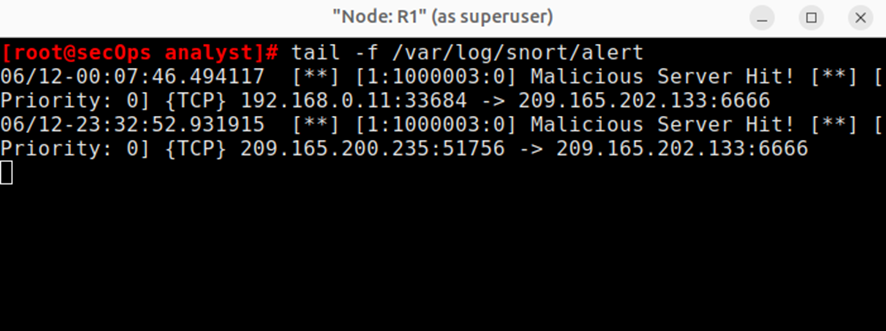 "Node: R1" (as superuser)
[root@secOps analyst]# tail -f /var/log/snort/alert
06/12-00:07:46.494117  [**] [1:1000003:0] Malicious Server Hit! [**] [
Priority: 0] {TCP} 192.168.0.11:33684 -> 209.165.202.133:6666
06/12-23:32:52.931915  [**] [1:1000003:0] Malicious Server Hit! [**] [
Priority: 0] {TCP} 209.165.200.235:51756 -> 209.165.202.133:6666